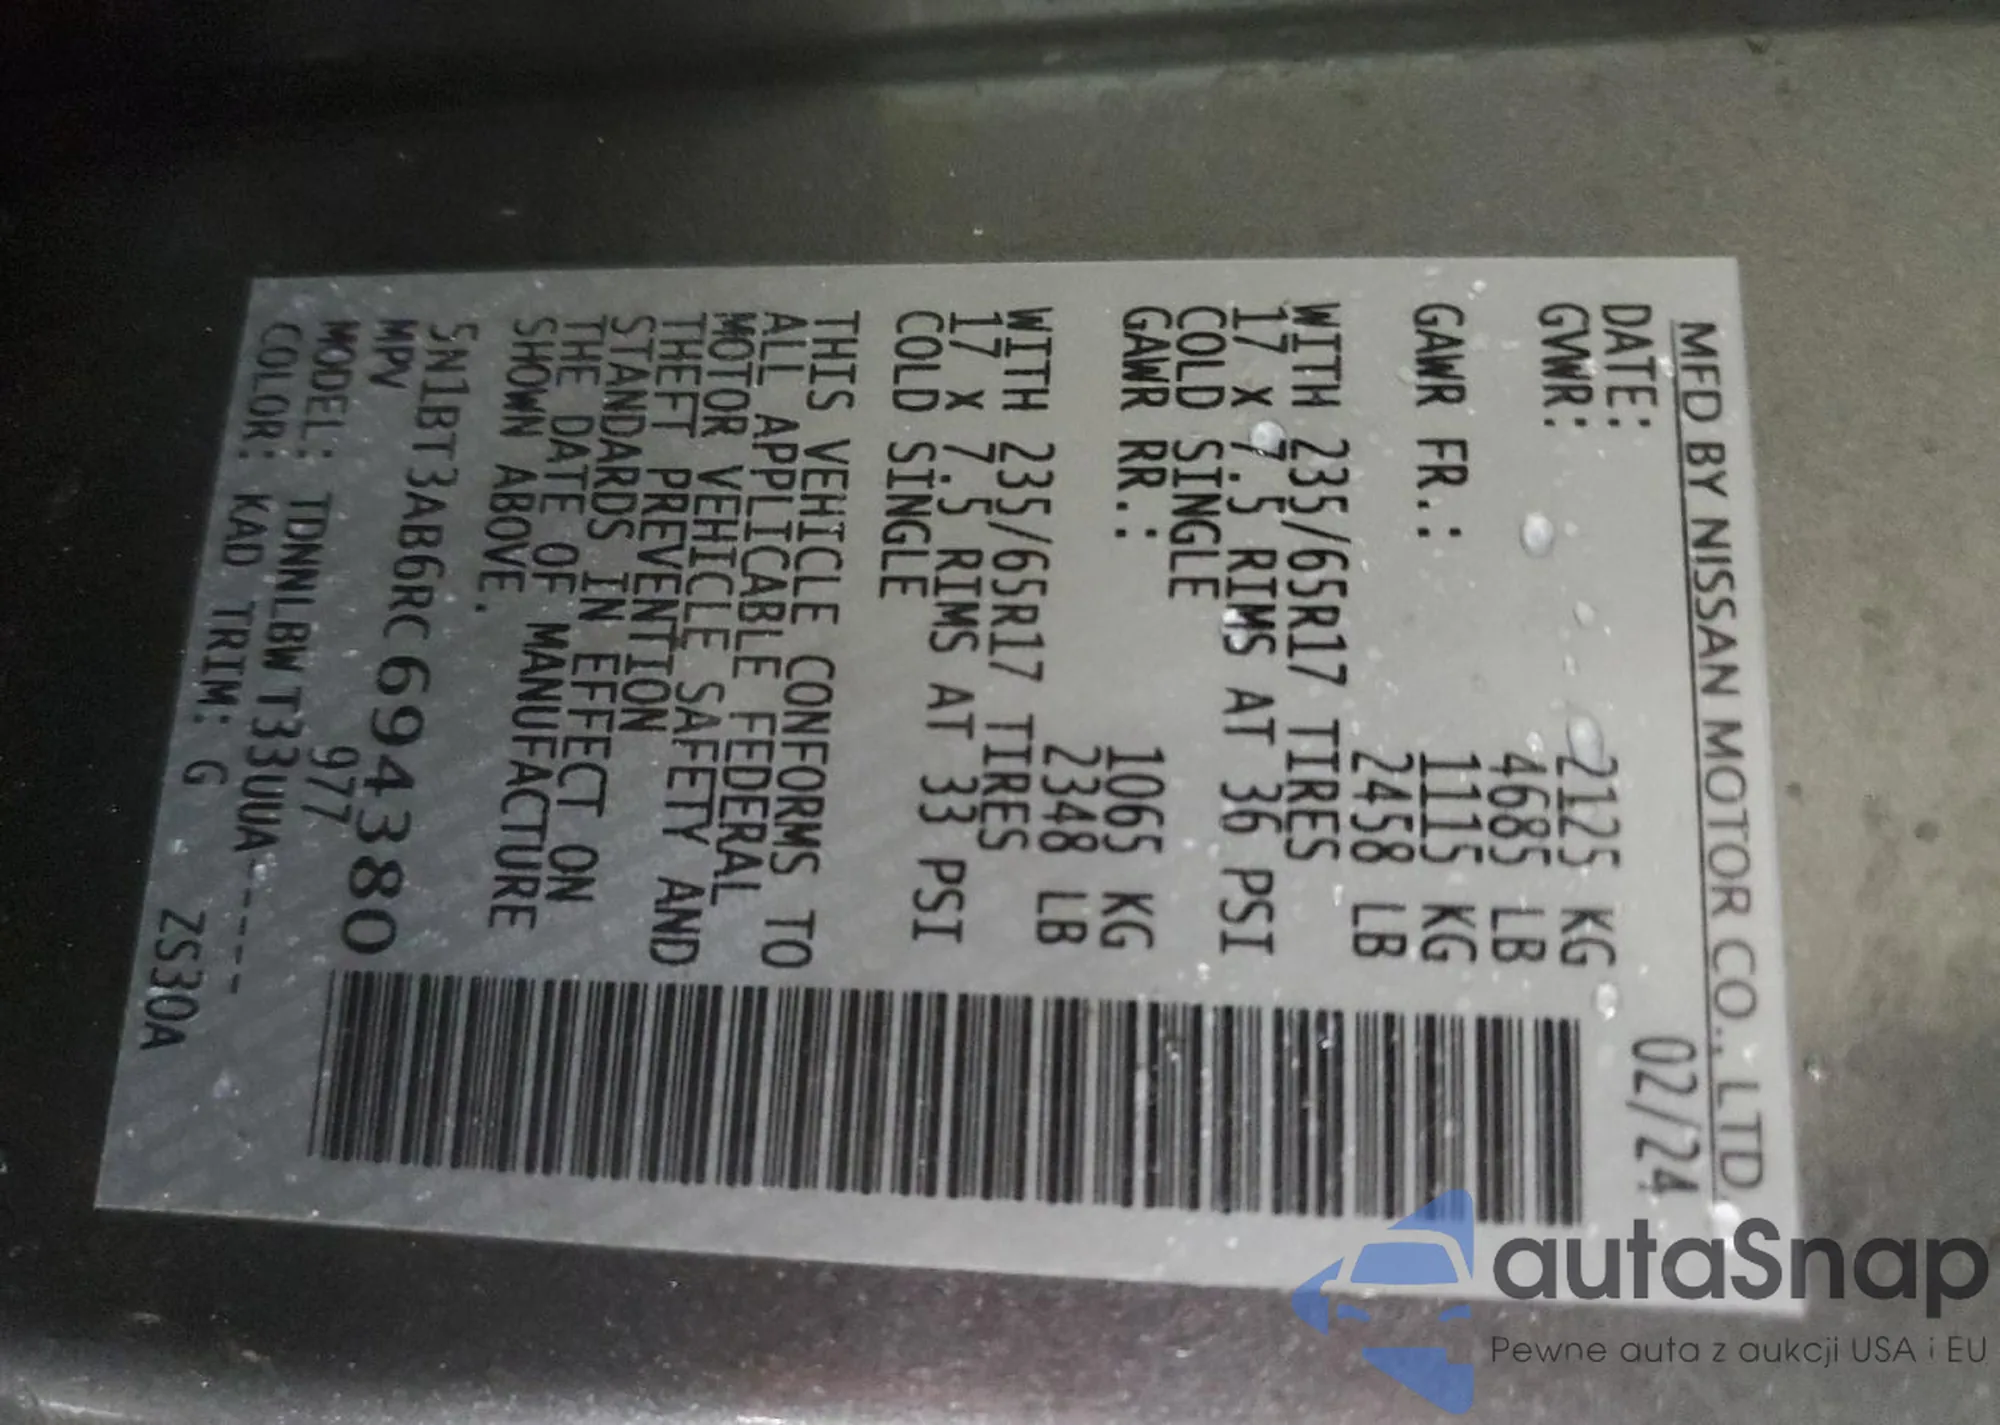 MFD BY NISSAN MOTOR CO., LTD
DATE: 02/24
GVWR: 2125 KG
4685 LB
GAWR FR.: 1115 KG
2458 LB
WITH 235/65R17 TIRES
17 X 7.5 RIMS AT 36 PSI
COLD SINGLE
GAWR RR.: 1065 KG
2348 LB
WITH 235/65R17 TIRES
17 X 7.5 RIMS AT 33 PSI
COLD SINGLE
THIS VEHICLE CONFORMS TO
ALL APPLICABLE FEDERAL
MOTOR VEHICLE SAFETY AND
THEFT PREVENTION
STANDARDS IN EFFECT ON
THE DATE OF MANUFACTURE
SHOWN ABOVE.
5N1BT3AB6RC694380
MPV 977
MODEL: TDNNLBWT33UUA-----
COLOR: KAD TRIM: G ZS30A
autaSnap
Pewne auta z aukcji USA i EU